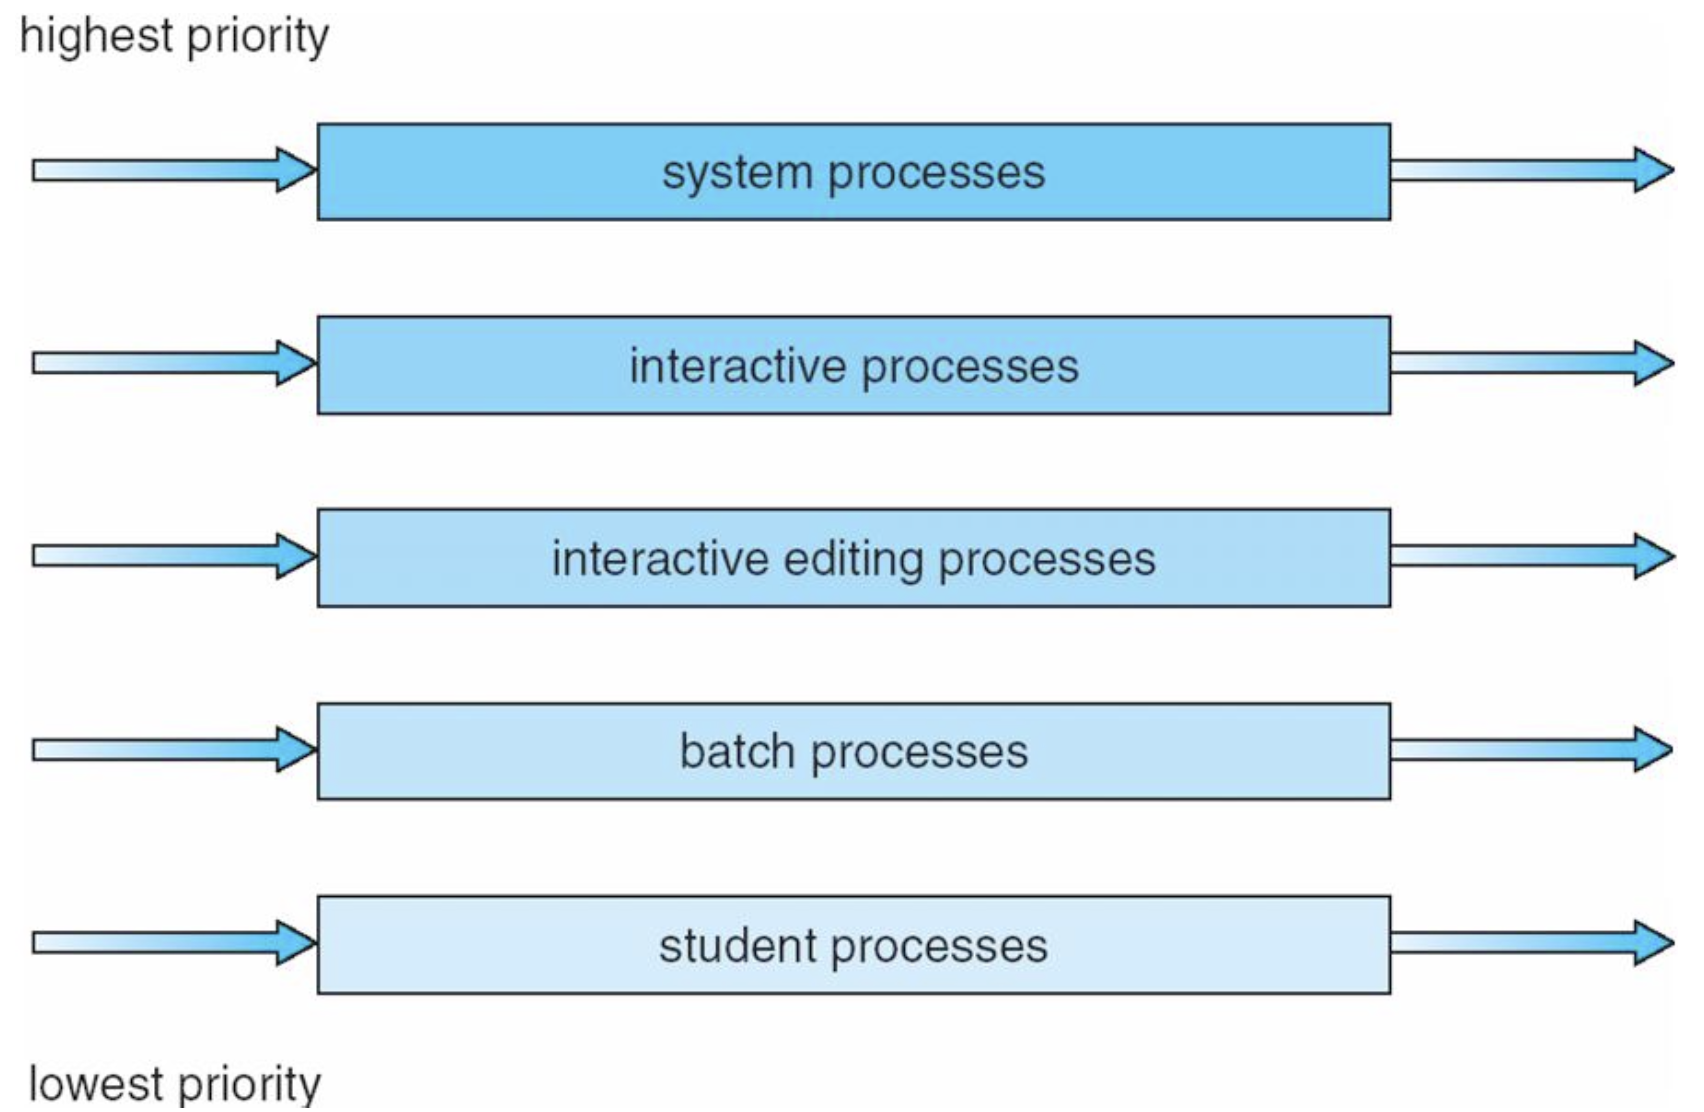 highest priority
system processes
interactive processes
interactive editing processes
batch processes
student processes
lowest priority